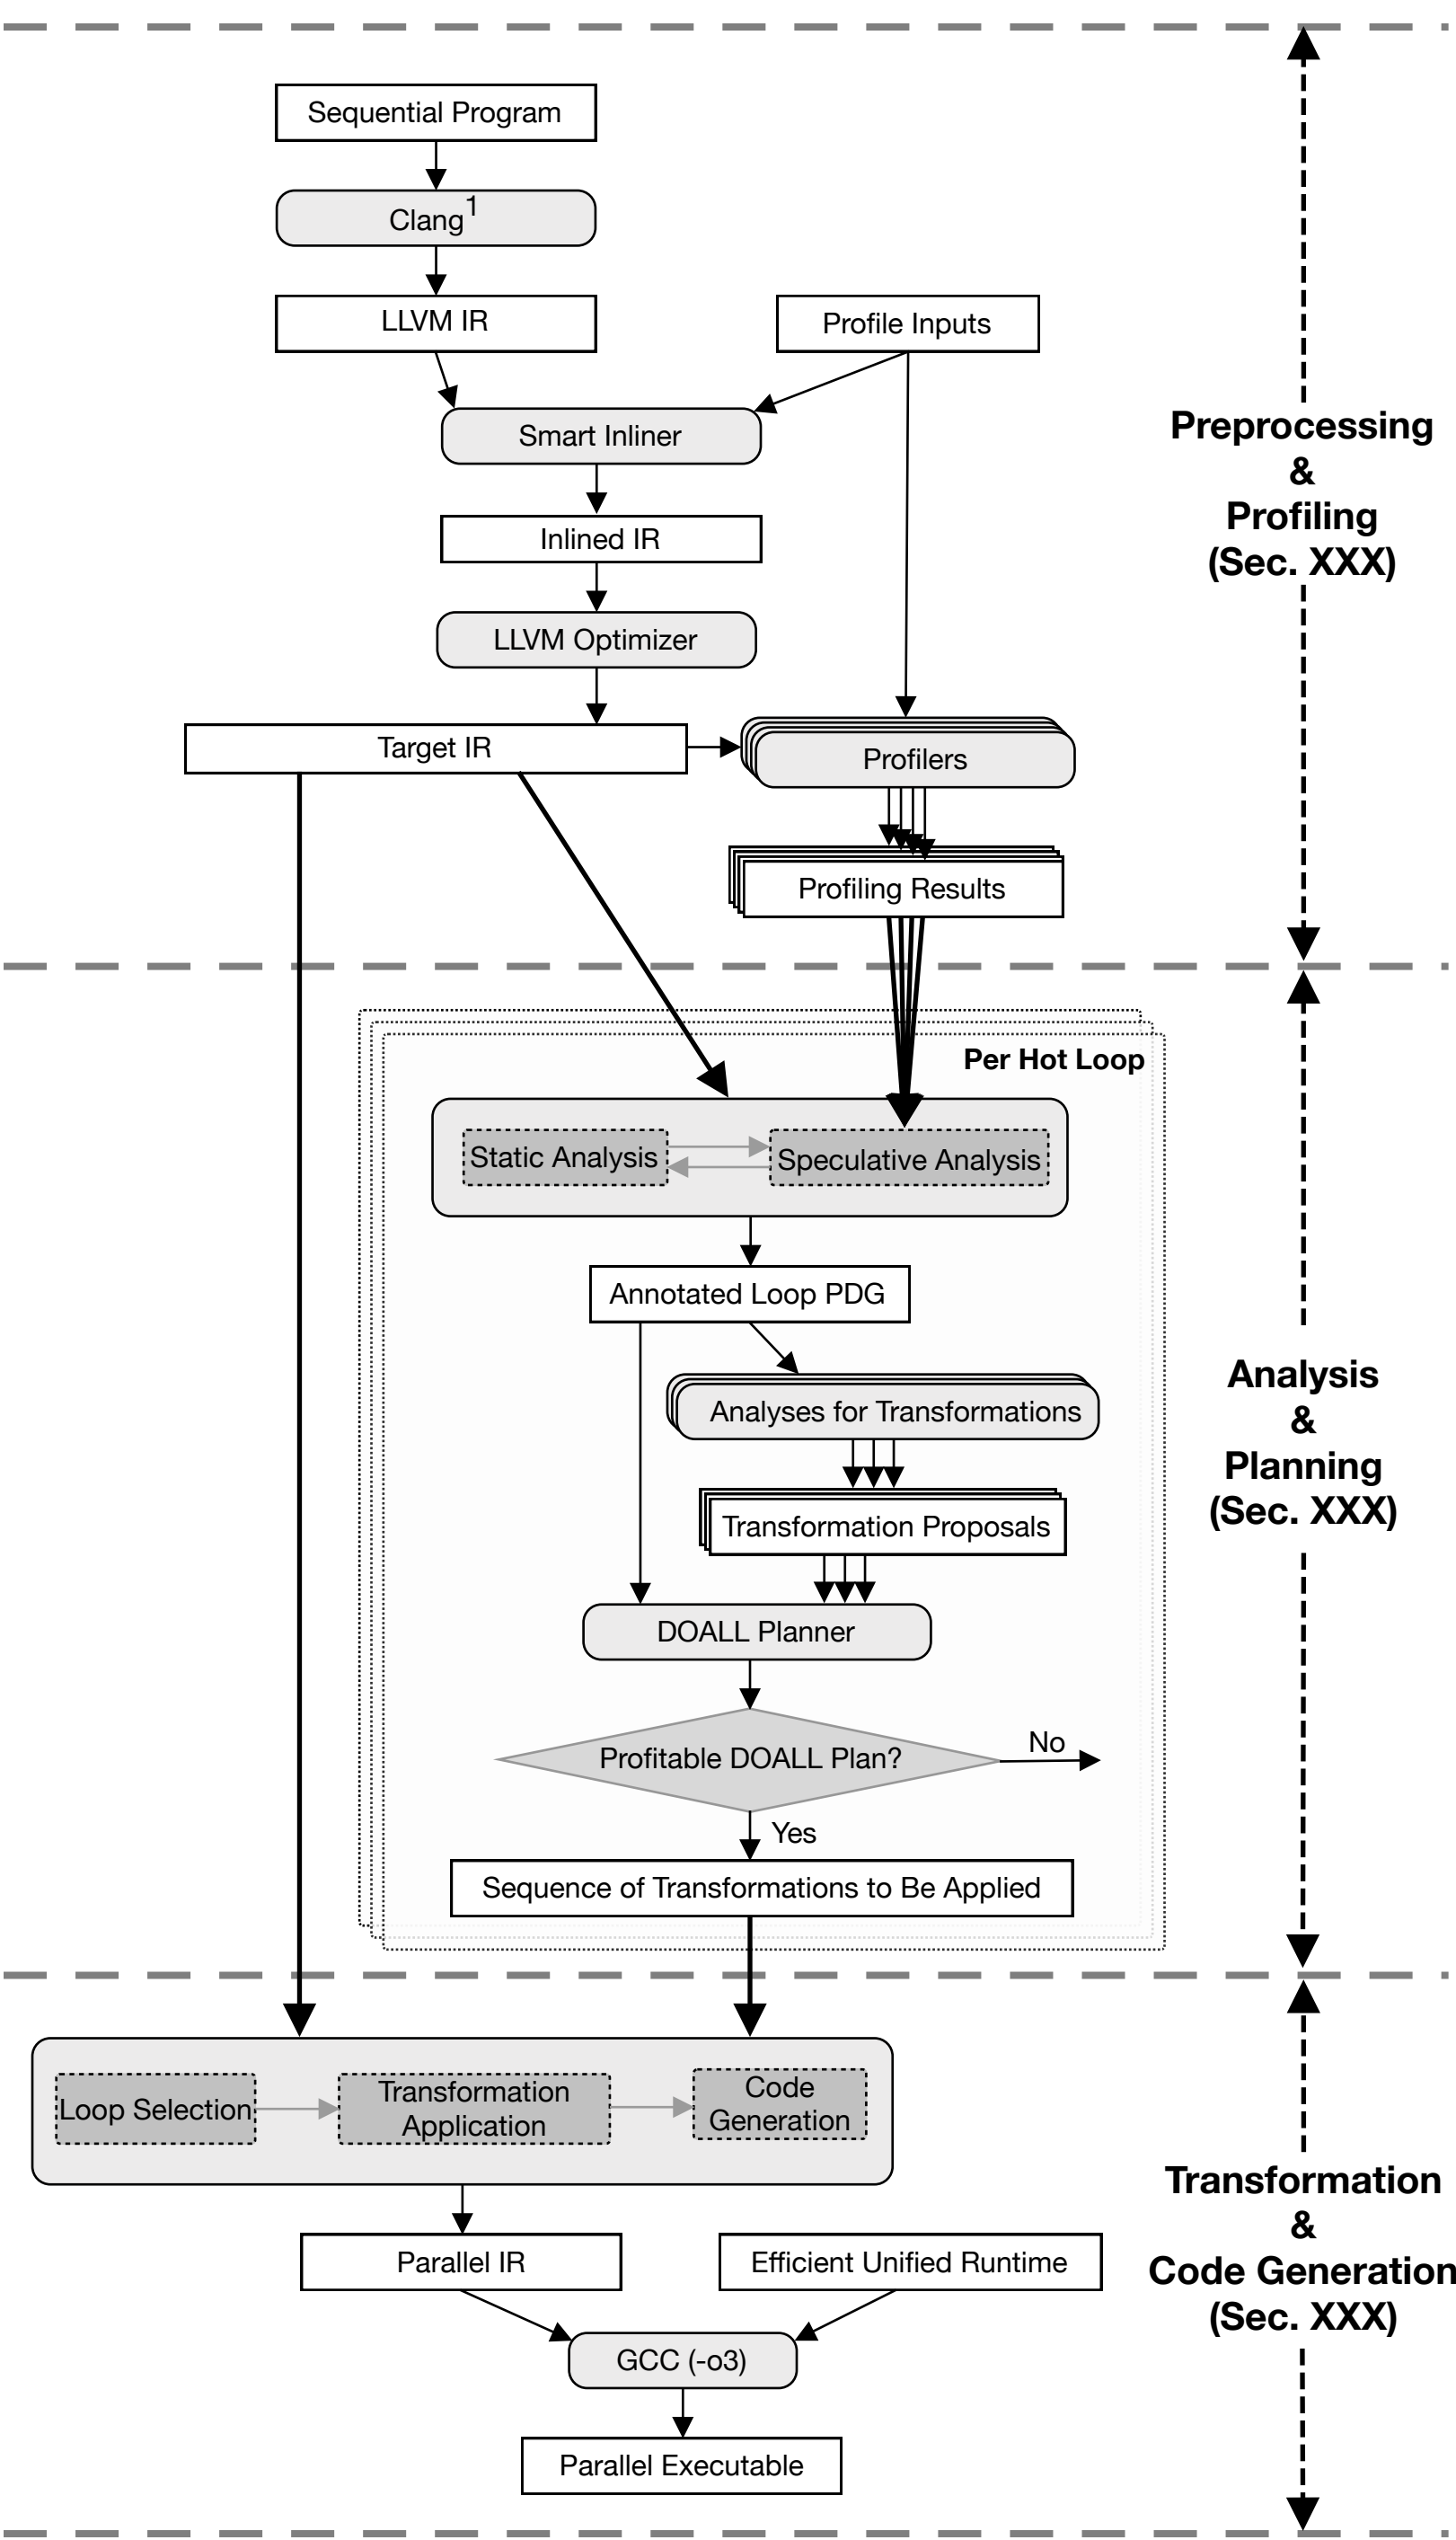 Sequential Program
Clang1
LLVM IR
Profile Inputs
Smart Inliner
Inlined IR
LLVM Optimizer
Target IR
Profilers
Profiling Results
Preprocessing
&
Profiling
(Sec. XXX)
Per Hot Loop
Static Analysis
Speculative Analysis
Annotated Loop PDG
Analyses for Transformations
Transformation Proposals
DOALL Planner
Profitable DOALL Plan?
No
Yes
Sequence of Transformations to Be Applied
Analysis
&
Planning
(Sec. XXX)
Loop Selection
Transformation
Application
Code
Generation
Parallel IR
Efficient Unified Runtime
GCC (-o3)
Parallel Executable
Transformation
&
Code Generation
(Sec. XXX)